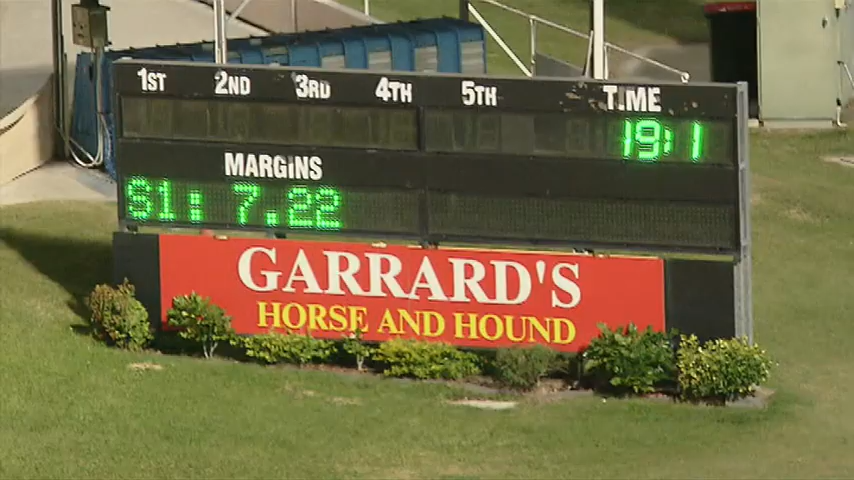 1ST 2ND 3RD 4TH 5TH TIME
19:1
MARGINS
S1: 7.22
GARRARD'S
HORSE AND HOUND